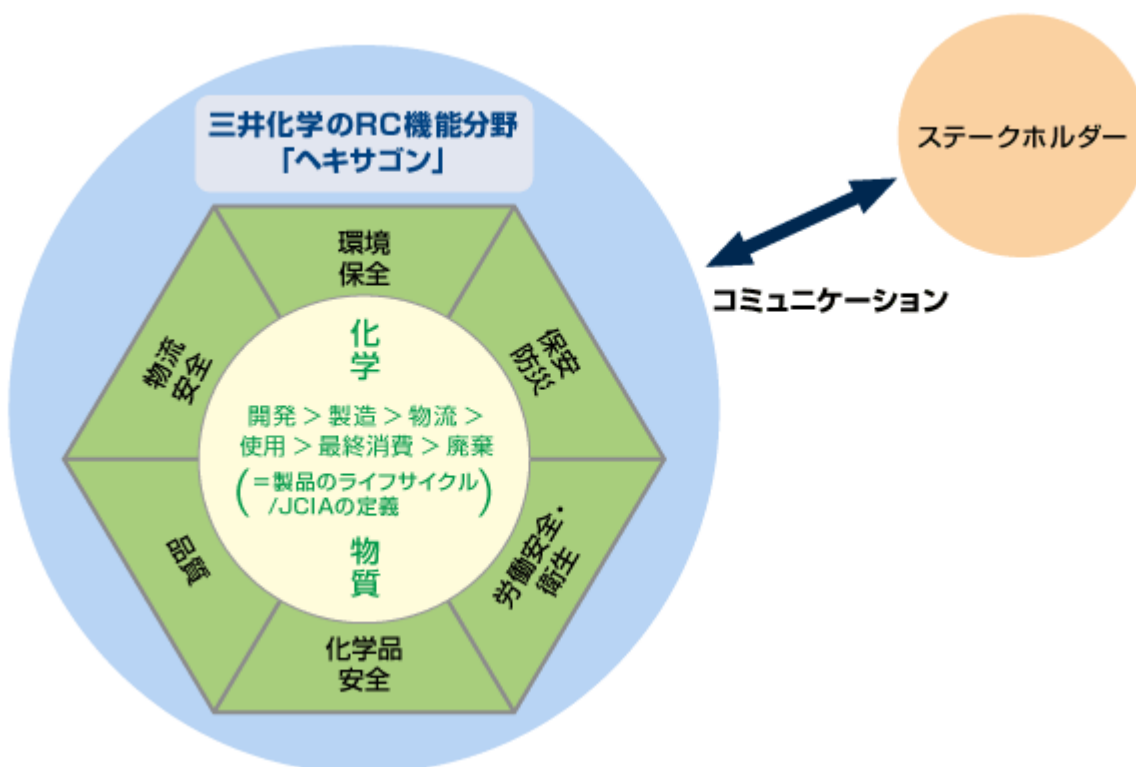 三井化学のRC機能分野
「ヘキサゴン」
ステークホルダー
コミュニケーション
環境
保全
保安
防災
労働安全・
衛生
化学品
安全
品質
物流
安全
化
学
開発 > 製造 > 物流 >
使用 > 最終消費 > 廃棄
(=製品のライフサイクル
/JCIAの定義)
物
質